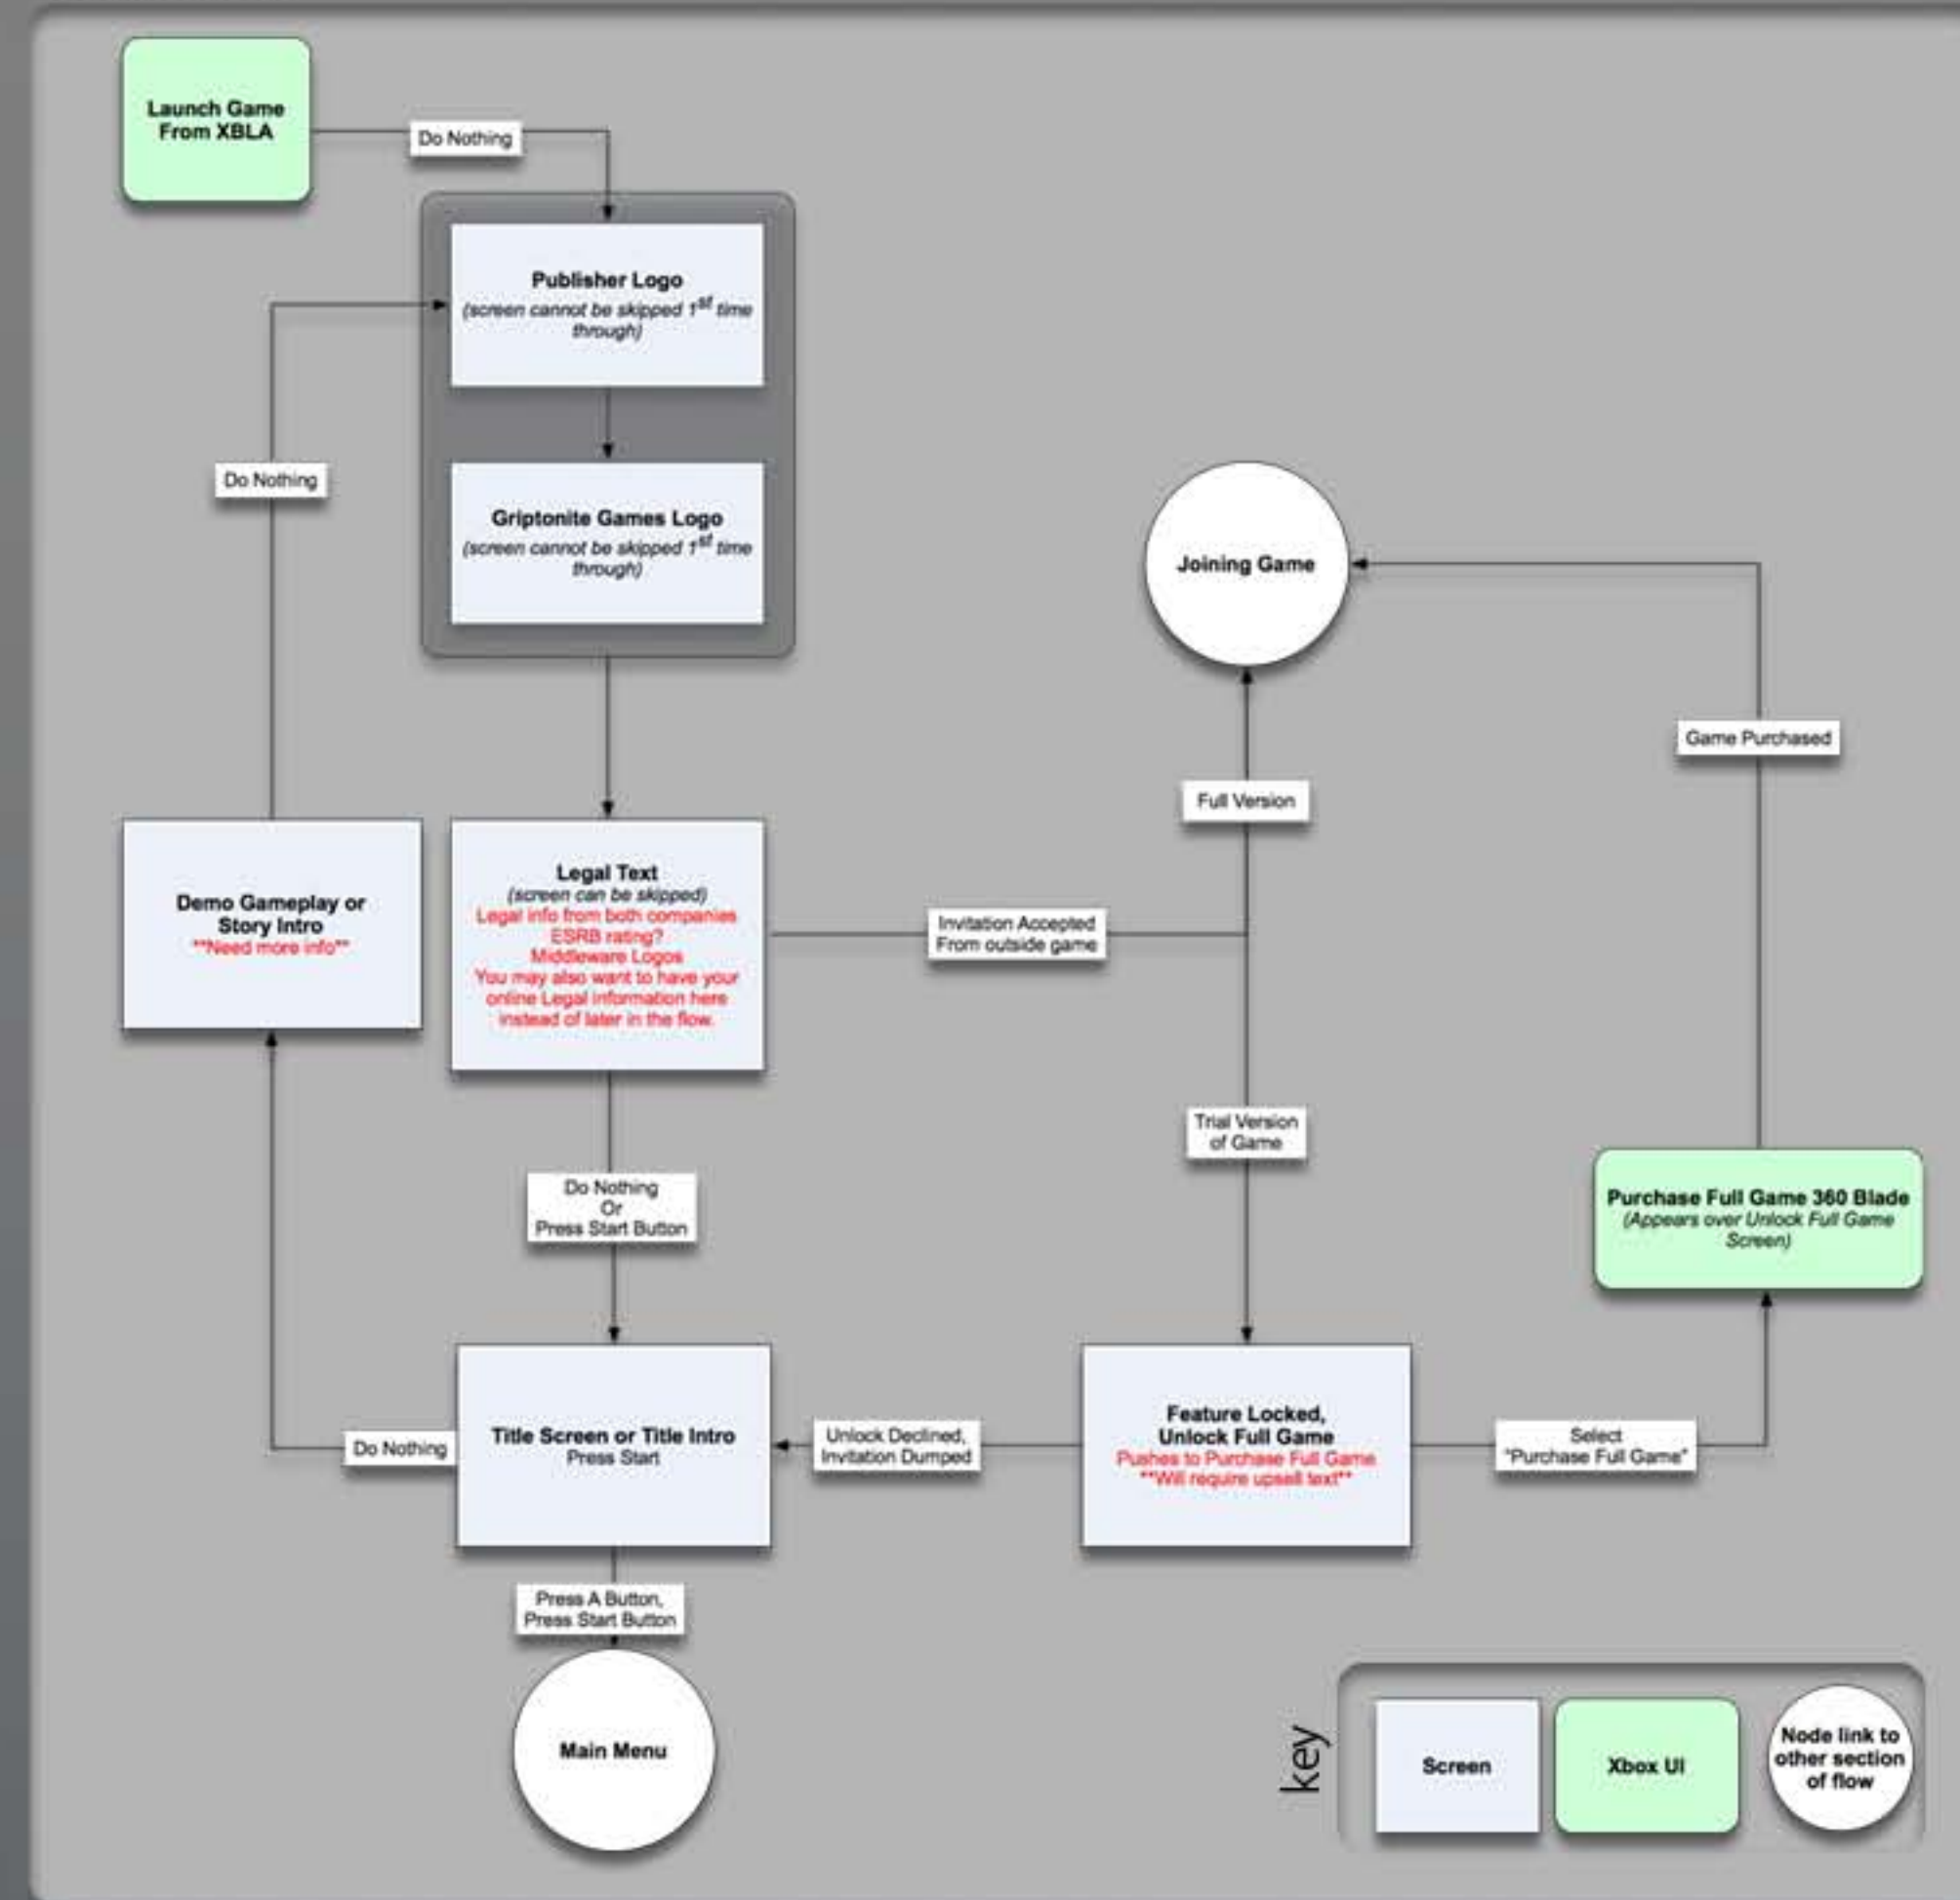 Launch Game
From XBLA
Do Nothing
Publisher Logo
(screen cannot be skipped 1st time
through)
Do Nothing
Griptonite Games Logo
(screen cannot be skipped 1st time
through)
Joining Game
Game Purchased
Full Version
Demo Gameplay or
Story Intro
**Need more info**
Legal Text
(screen can be skipped)
Legal info from both companies
ESRB rating?
Middleware Logos
You may also want to have your
online Legal information here
instead of later in the flow.
Invitation Accepted
From outside game
Trial Version
of Game
Do Nothing
Or
Press Start Button
Purchase Full Game 360 Blade
(Appears over Unlock Full Game
Screen)
Do Nothing
Title Screen or Title Intro
Press Start
Unlock Declined,
Invitation Dumped
Feature Locked,
Unlock Full Game
Pushes to Purchase Full Game
**Will require upsell text**
Select
"Purchase Full Game"
Press A Button,
Press Start Button
Main Menu
key
Screen
Xbox UI
Node link to
other section
of flow